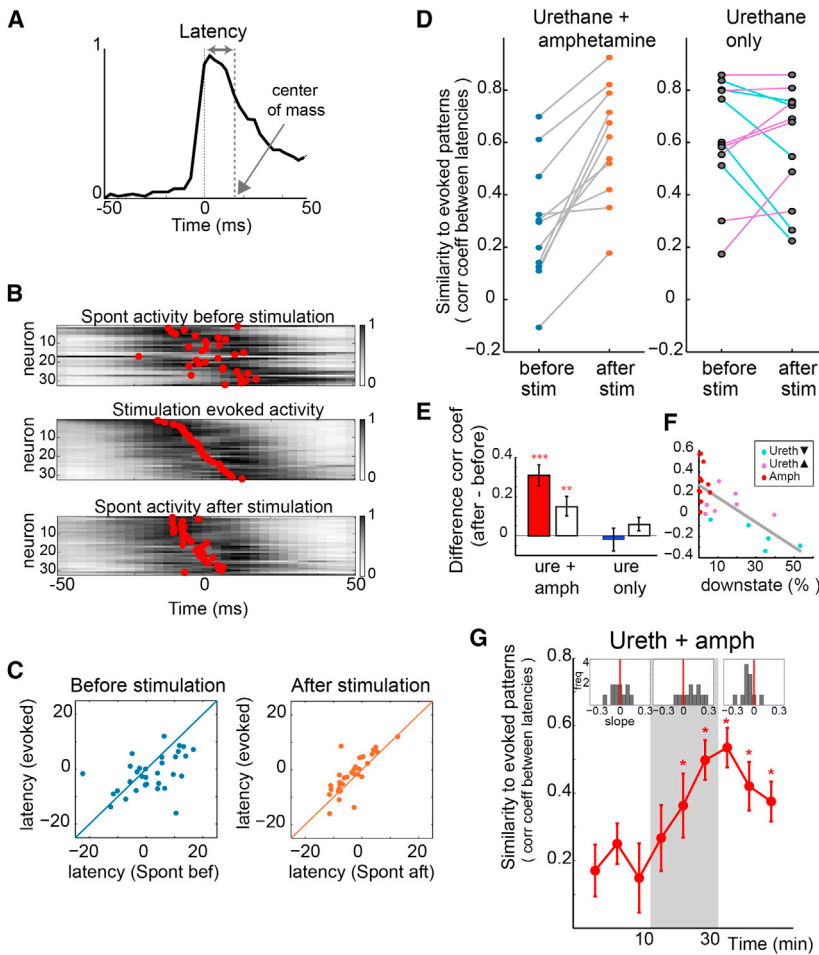 A
Latency
1
center
of mass
0
-50
0
50
Time (ms)
B
Spont activity before stimulation
neuron
10
20
30
1
0
-50
0
50
Stimulation evoked activity
neuron
10
20
30
1
0
Spont activity after stimulation
neuron
10
20
30
1
0
-50
0
50
Time (ms)
C
Before stimulation
latency (evoked)
20
0
−20
−20
0
20
latency (Spont bef)
After stimulation
latency (evoked)
20
0
−20
−20
0
20
latency (Spont aft)
D
Urethane +
amphetamine
Urethane
only
Similarity to evoked patterns
( corr coeff between latencies )
0.8
0.6
0.4
0.2
0
−0.2
before
stim
after
stim
0.8
0.6
0.4
0.2
0
−0.2
before
stim
after
stim
E
Difference corr coef
(after - before)
0.4
0.2
0
***
**
ure +
amph
ure
only
F
0.6
0.4
0.2
0
−0.2
−0.4
Ureth▼
Ureth▲
Amph
0 10 20 30 40 50
downstate (% )
G
Ureth + amph
Similarity to evoked patterns
( corr coeff between latencies )
0.8
0.6
0.4
0.2
freq
4
2
−0.3 0.3
slope
−0.3 0 0.3
−0.3 0.3
* * * * *
10
30
Time (min)